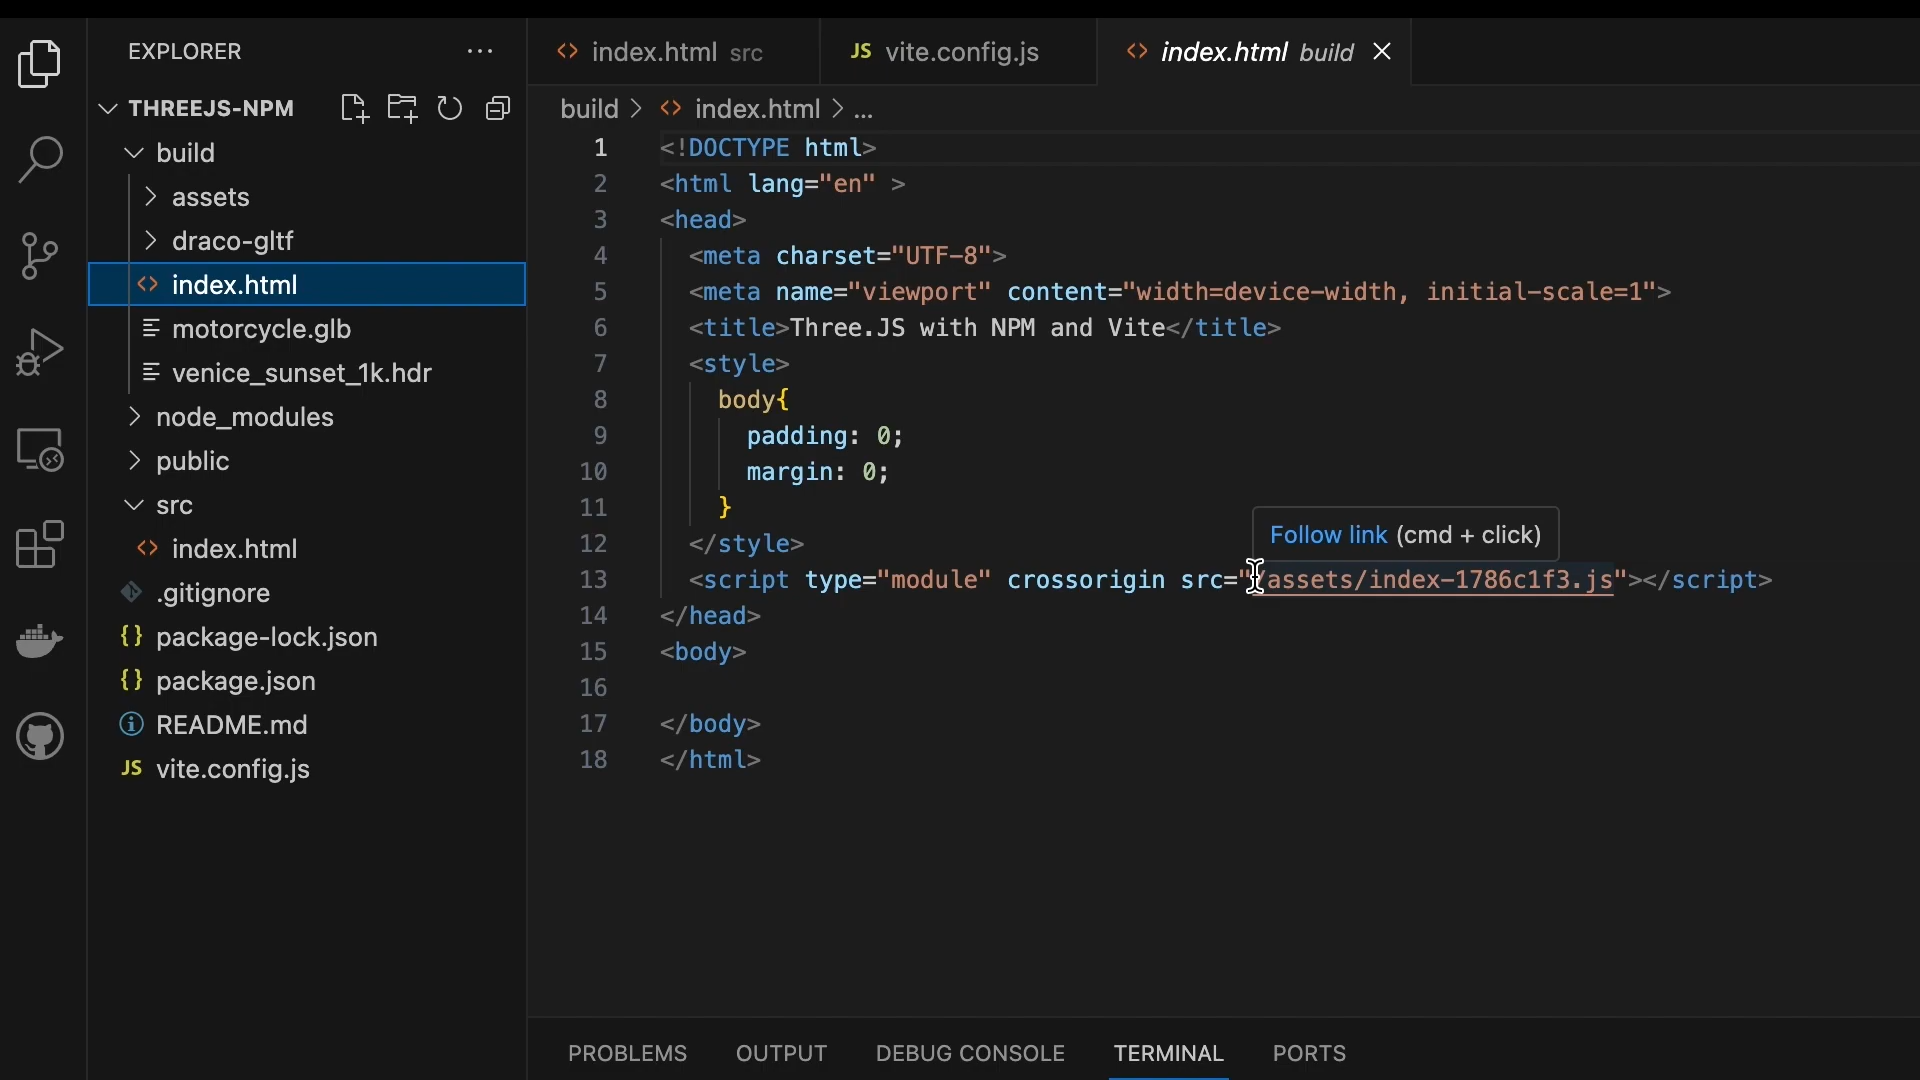 EXPLORER
THREEJS-NPM
build
assets
draco-gltf
<> index.html
motorcycle.glb
venice_sunset_1k.hdr
node_modules
public
src
<> index.html
.gitignore
{} package-lock.json
{} package.json
README.md
JS vite.config.js
<> index.html src
JS vite.config.js
<> index.html build
build > <> index.html > ...
1 <!DOCTYPE html>
2 <html lang="en" >
3 <head>
4 <meta charset="UTF-8">
5 <meta name="viewport" content="width=device-width, initial-scale=1">
6 <title>Three.JS with NPM and Vite</title>
7 <style>
8 body{
9 padding: 0;
10 margin: 0;
11 }
Follow link (cmd + click)
12 </style>
13 <script type="module" crossorigin src="/assets/index-1786c1f3.js"></script>
14 </head>
15 <body>
16
17 </body>
18 </html>
PROBLEMS OUTPUT DEBUG CONSOLE TERMINAL PORTS